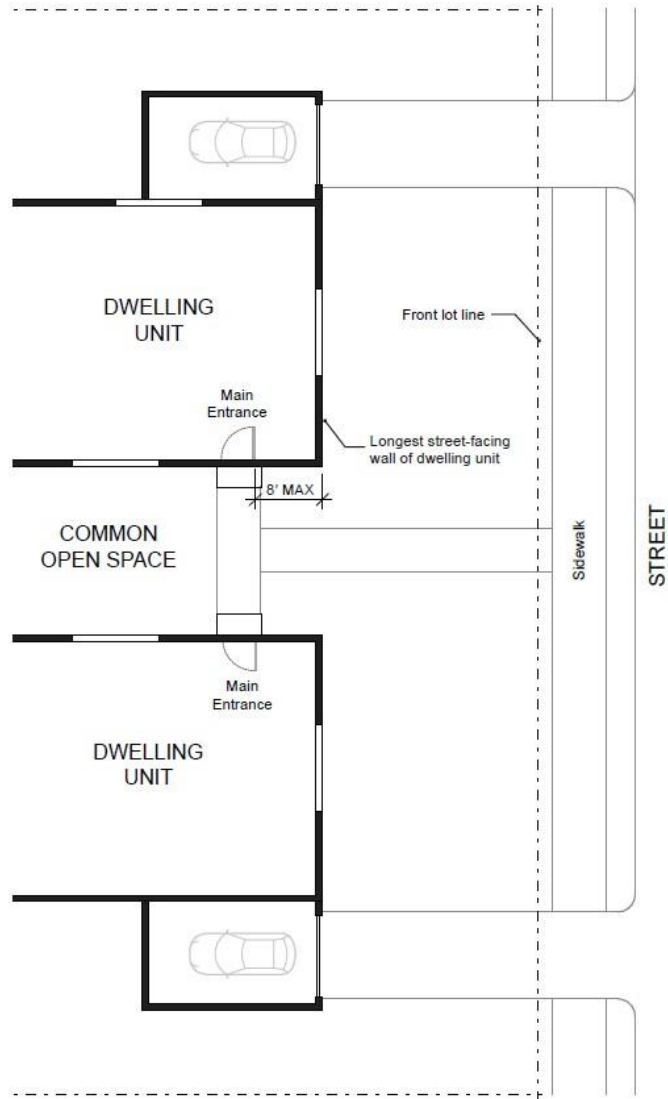 DWELLING
UNIT
Front lot line
Main
Entrance
Longest street-facing
wall of dwelling unit
8' MAX
COMMON
OPEN SPACE
Sidewalk
STREET
Main
Entrance
DWELLING
UNIT